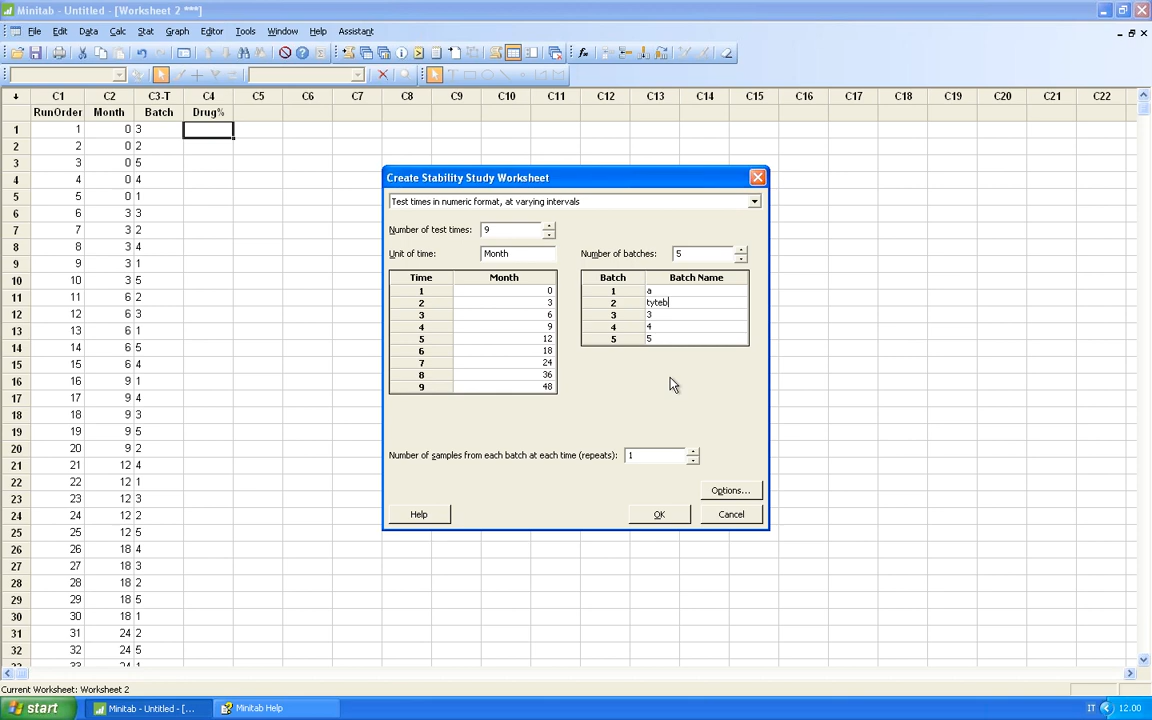 Minitab - Untitled - [Worksheet 2 ***]
File Edit Data Calc Stat Graph Editor Tools Window Help Assistant
C1 C2 C3-T C4 C5 C6 C7 C8 C9 C10 C11 C12 C13 C14 C15 C16 C17 C18 C19 C20 C21 C22
RunOrder Month Batch Drug%
1 1 0 3
2 2 0 2
3 3 0 5
4 4 0 4
5 5 0 1
6 6 3 3
7 7 3 2
8 8 3 4
9 9 3 1
10 10 3 5
11 11 6 2
12 12 6 3
13 13 6 1
14 14 6 5
15 15 6 4
16 16 9 1
17 17 9 4
18 18 9 3
19 19 9 5
20 20 9 2
21 21 12 4
22 22 12 1
23 23 12 3
24 24 12 2
25 25 12 5
26 26 18 4
27 27 18 3
28 28 18 2
29 29 18 5
30 30 18 1
31 31 24 2
32 32 24 5
33 33 24 1
Create Stability Study Worksheet
Test times in numeric format, at varying intervals
Number of test times: 9
Unit of time: Month
Number of batches: 5
Time Month
1 0
2 3
3 6
4 9
5 12
6 18
7 24
8 36
9 48
Batch Batch Name
1 a
2 tyteb
3 3
4 4
5 5
Number of samples from each batch at each time (repeats): 1
Options...
Help OK Cancel
Current Worksheet: Worksheet 2
start Minitab - Untitled - [... Minitab Help IT 12.00